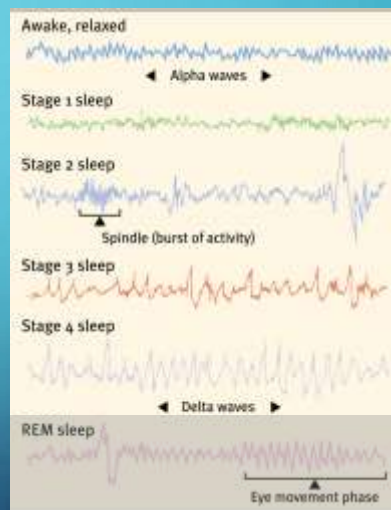 Awake, relaxed
Alpha waves
Stage 1 sleep
Stage 2 sleep
Spindle (burst of activity)
Stage 3 sleep
Stage 4 sleep
Delta waves
REM sleep
Eye movement phase